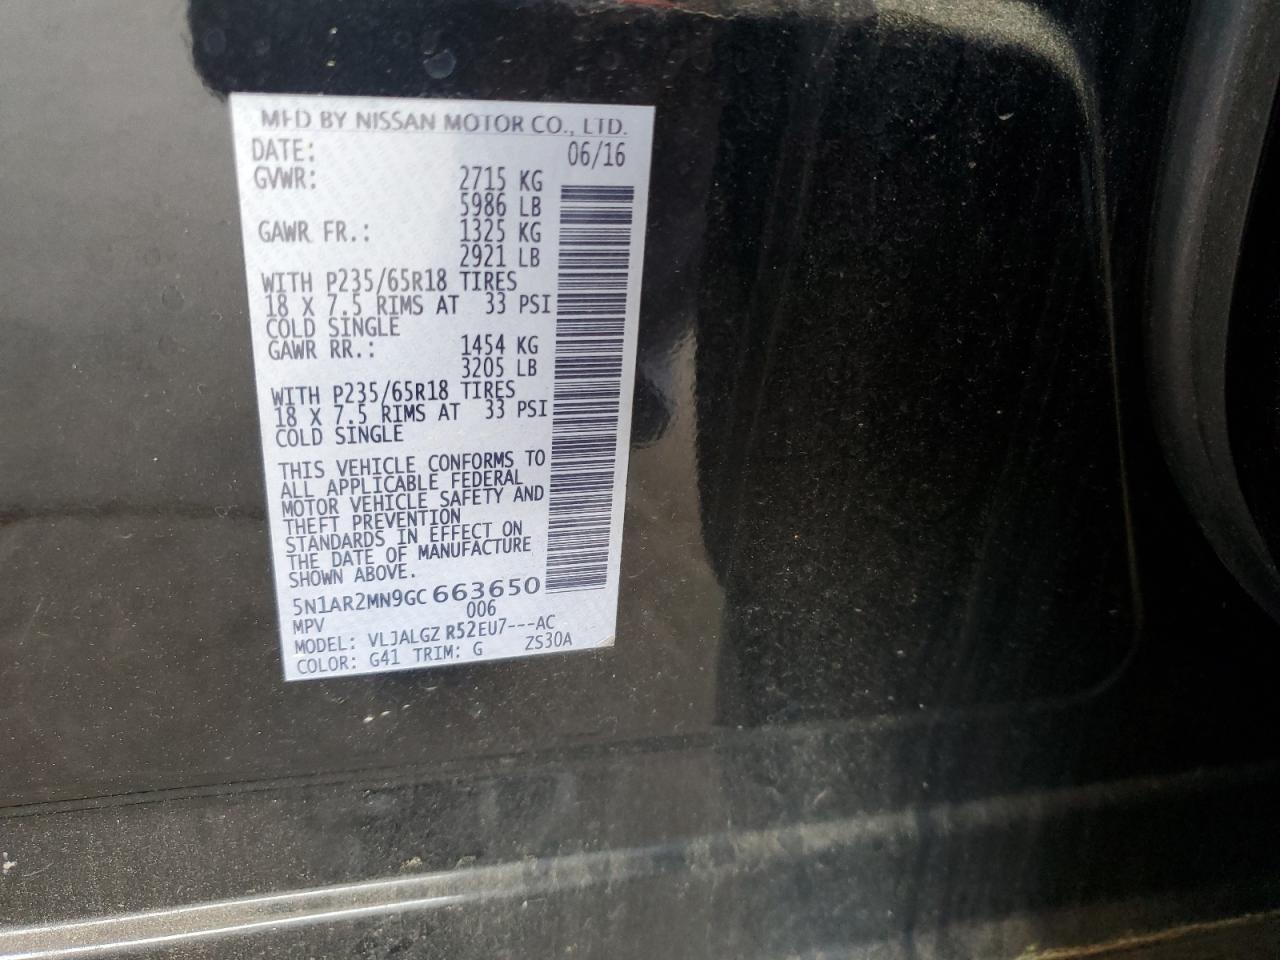 MFD BY NISSAN MOTOR CO., LTD.
DATE: 06/16
GVWR: 2715 KG
5986 LB
GAWR FR.: 1325 KG
2921 LB
WITH P235/65R18 TIRES
18 X 7.5 RIMS AT 33 PSI
COLD SINGLE
GAWR RR.: 1454 KG
3205 LB
WITH P235/65R18 TIRES
18 X 7.5 RIMS AT 33 PSI
COLD SINGLE
THIS VEHICLE CONFORMS TO
ALL APPLICABLE FEDERAL
MOTOR VEHICLE SAFETY AND
THEFT PREVENTION
STANDARDS IN EFFECT ON
THE DATE OF MANUFACTURE
SHOWN ABOVE.
5N1AR2MN9GC 663650
MPV 006
MODEL: VLJALGZ R52EU7---AC
COLOR: G41 TRIM: G ZS30A